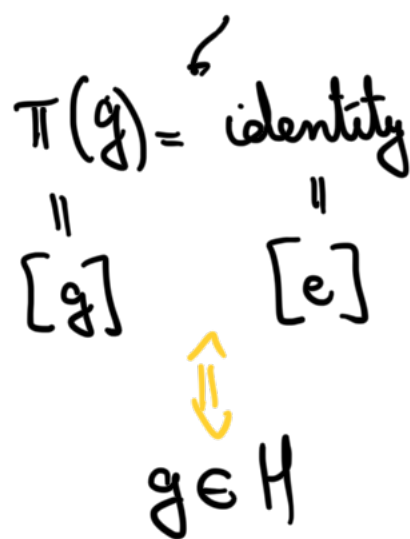 π(g) = identity
|| ||
[g] [e]
⇕
g ∈ H